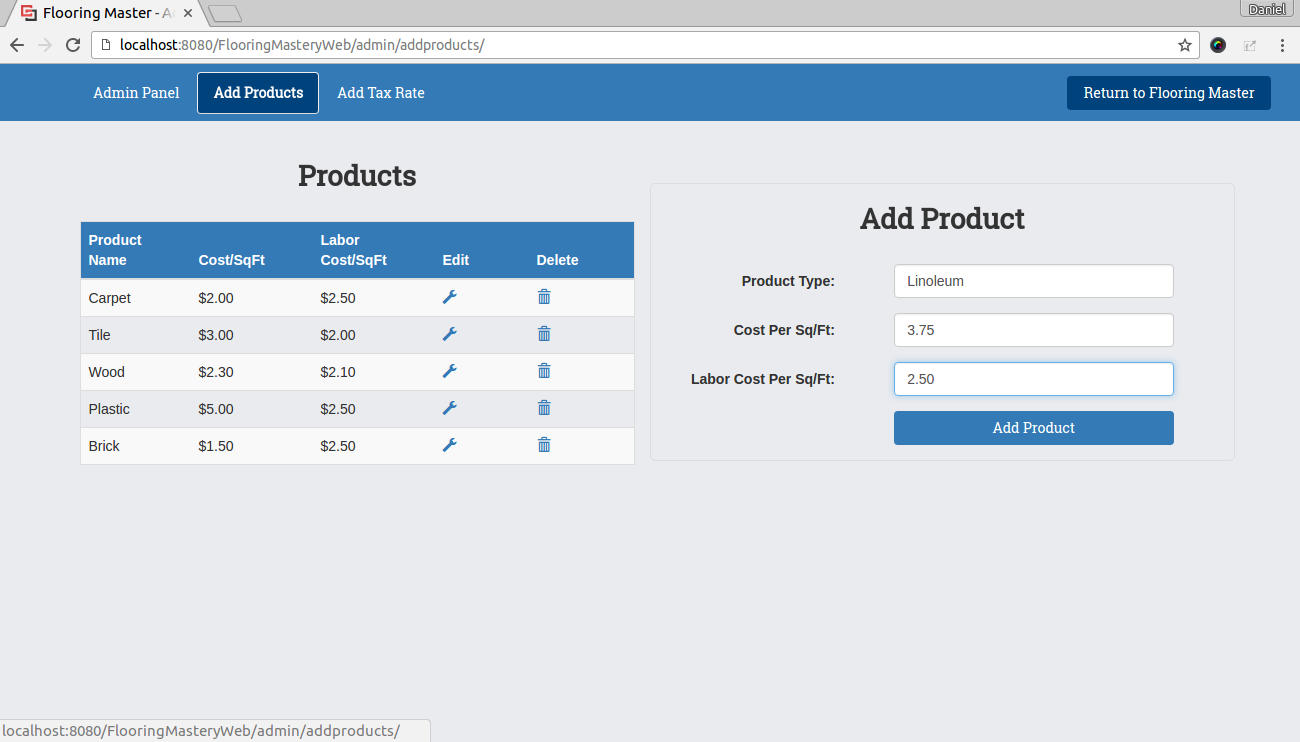 Flooring Master - A
Daniel
localhost:8080/FlooringMasteryWeb/admin/addproducts/
Admin Panel Add Products Add Tax Rate Return to Flooring Master
Products
Product Name Cost/SqFt Labor Cost/SqFt Edit Delete
Carpet $2.00 $2.50
Tile $3.00 $2.00
Wood $2.30 $2.10
Plastic $5.00 $2.50
Brick $1.50 $2.50
Add Product
Product Type: Linoleum
Cost Per Sq/Ft: 3.75
Labor Cost Per Sq/Ft: 2.50
Add Product
localhost:8080/FlooringMasteryWeb/admin/addproducts/